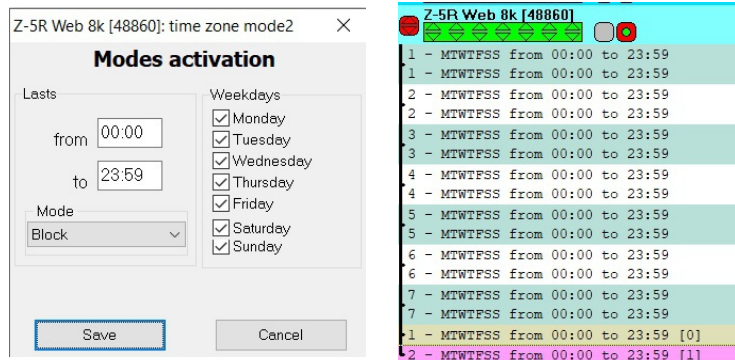 Z-5R Web 8k [48860]: time zone mode2
Modes activation
Lasts
from 00:00
to 23:59
Mode
Block
Weekdays
Monday
Tuesday
Wednesday
Thursday
Friday
Saturday
Sunday
Save
Cancel
Z-5R Web 8k [48860]
1 - MTWTFSS from 00:00 to 23:59
1 - MTWTFSS from 00:00 to 23:59
2 - MTWTFSS from 00:00 to 23:59
2 - MTWTFSS from 00:00 to 23:59
3 - MTWTFSS from 00:00 to 23:59
3 - MTWTFSS from 00:00 to 23:59
4 - MTWTFSS from 00:00 to 23:59
4 - MTWTFSS from 00:00 to 23:59
5 - MTWTFSS from 00:00 to 23:59
5 - MTWTFSS from 00:00 to 23:59
6 - MTWTFSS from 00:00 to 23:59
6 - MTWTFSS from 00:00 to 23:59
7 - MTWTFSS from 00:00 to 23:59
7 - MTWTFSS from 00:00 to 23:59
1 - MTWTFSS from 00:00 to 23:59 [0]
2 - MTWTFSS from 00:00 to 23:59 [1]